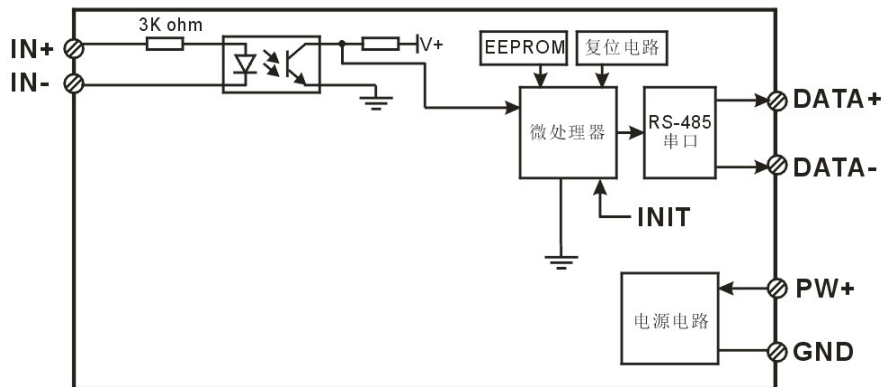 3K ohm
IN+
IN-
V+
EEPROM
复位电路
微处理器
RS-485
串口
DATA+
DATA-
INIT
电源电路
PW+
GND